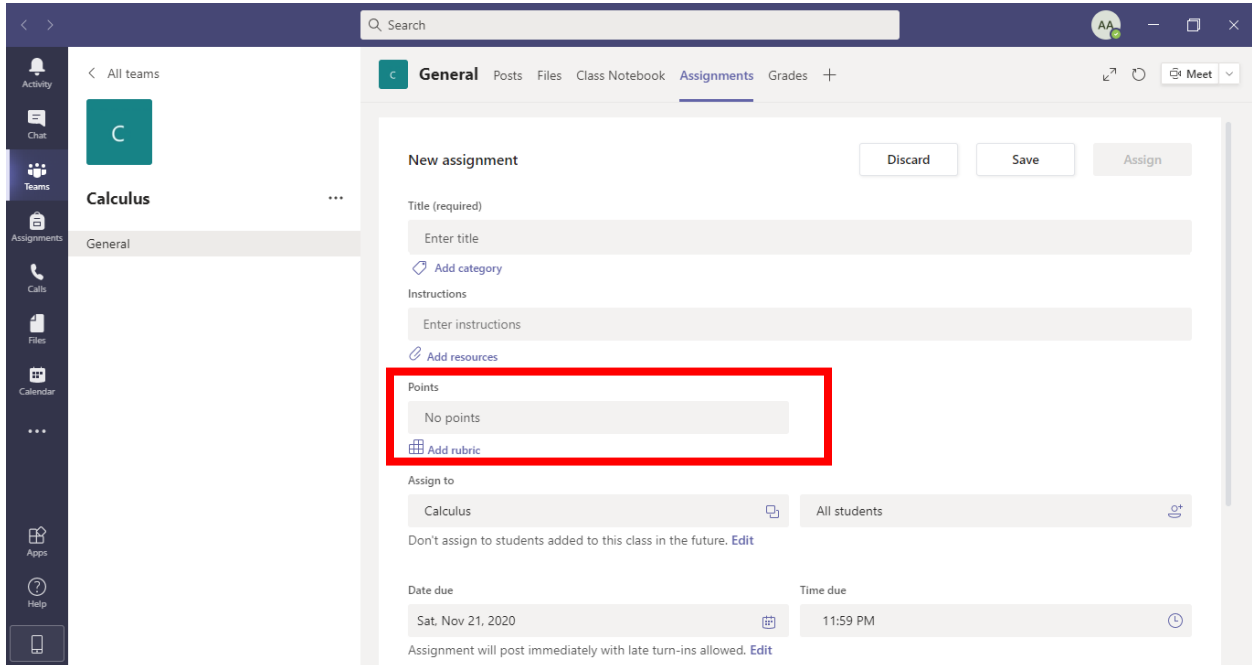 Search
AA
Activity
Chat
Teams
Assignments
Calls
Files
Calendar
Apps
Help
All teams
C
Calculus
General
C General Posts Files Class Notebook Assignments Grades
Meet
New assignment
Discard
Save
Assign
Title (required)
Enter title
Add category
Instructions
Enter instructions
Add resources
Points
No points
Add rubric
Assign to
Calculus
All students
Don't assign to students added to this class in the future. Edit
Date due
Time due
Sat, Nov 21, 2020
11:59 PM
Assignment will post immediately with late turn-ins allowed. Edit